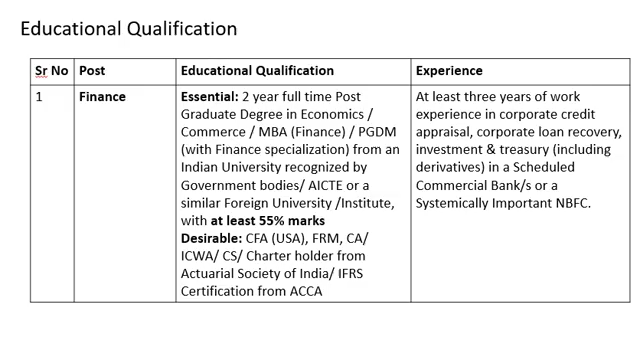 Educational Qualification
Sr No Post Educational Qualification Experience
1 Finance
Essential: 2 year full time Post
Graduate Degree in Economics /
Commerce / MBA (Finance) / PGDM
(with Finance specialization) from an
Indian University recognized by
Government bodies/ AICTE or a
similar Foreign University /Institute,
with at least 55% marks
Desirable: CFA (USA), FRM, CA/
ICWA/ CS/ Charter holder from
Actuarial Society of India/ IFRS
Certification from ACCA
At least three years of work
experience in corporate credit
appraisal, corporate loan recovery,
investment & treasury (including
derivatives) in a Scheduled
Commercial Bank/s or a
Systemically Important NBFC.